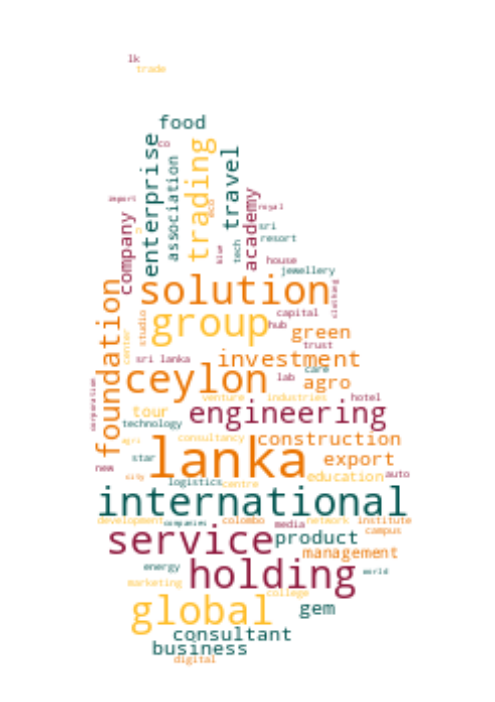 lk
trade
food
co
enterprise
association
trading
travel
import
company
academy
royal
eco
blue
tech
sri
resort
house
jewellery
solution
clothing
foundation
center
studio
group
capital
hub
green
trust
sri lanka
investment
care
ceylon
lab
agro
corporation
venture
industries
hotel
tour
engineering
technology
agri
consultancy
construction
star
lanka
export
new
city
logistics
centre
education
auto
international
development
companies
colombo
media
network
institute
campus
service
product
management
energy
holding
world
marketing
college
global
gem
consultant
business
digital